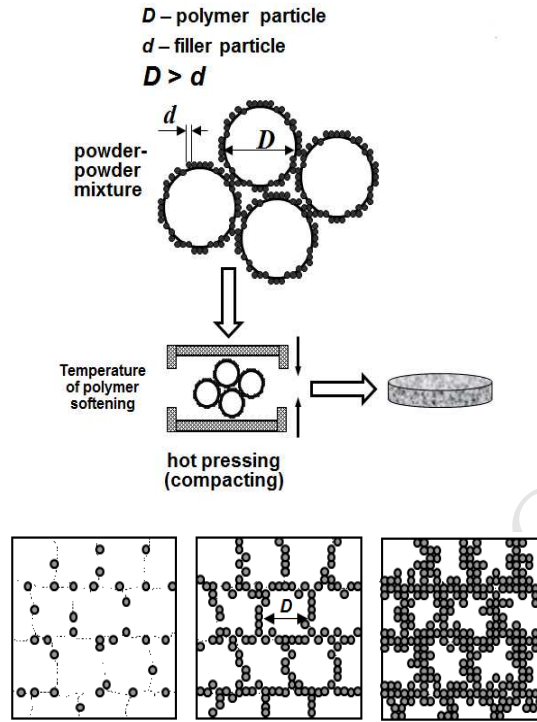 D – polymer particle
d – filler particle
D > d
d
D
powder-
powder
mixture
Temperature
of polymer
softening
hot pressing
(compacting)
D